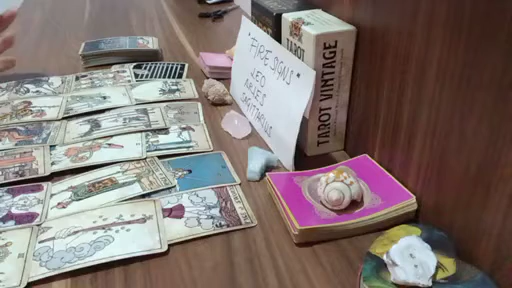 *FIRE SIGNS*
LEO
ARIES
SAGITTARIUS
TAROT
TAROT VINTAGE